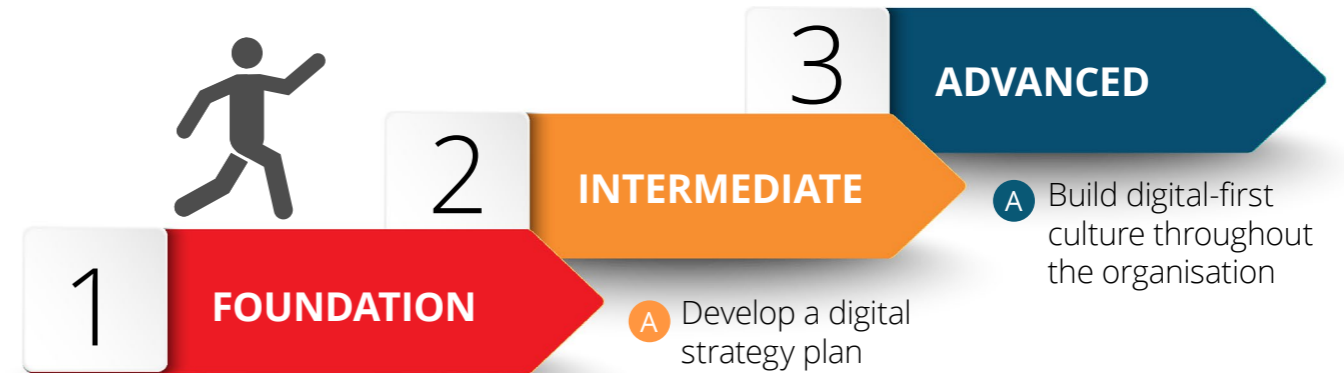 1
FOUNDATION
2
INTERMEDIATE
A Develop a digital
strategy plan
3
ADVANCED
A Build digital-first
culture throughout
the organisation